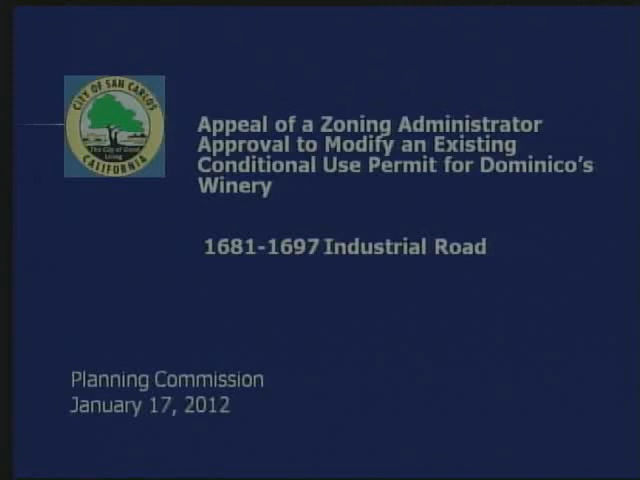 CITY OF SAN CARLOS
The City of Good
Living
CALIFORNIA
Appeal of a Zoning Administrator
Approval to Modify an Existing
Conditional Use Permit for Dominico's
Winery
1681-1697 Industrial Road
Planning Commission
January 17, 2012